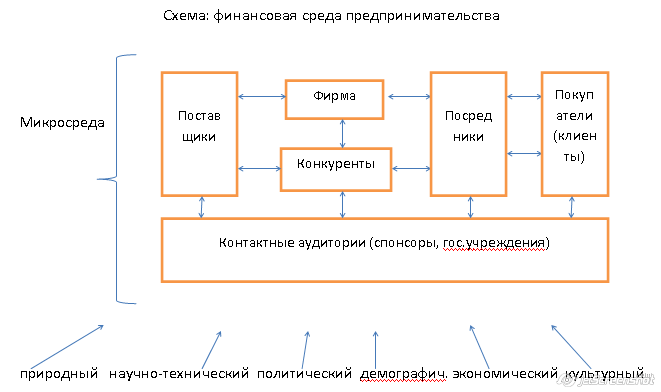 Схема: финансовая среда предпринимательства
Микросреда
Постав
щики
Фирма
Конкуренты
Посред
ники
Покуп
атели
(клиен
ты)
Контактные аудитории (спонсоры, гос.учреждения)
природный научно-технический политический демографич. экономический культурный